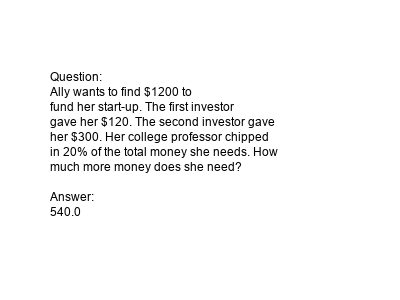 Question:
Ally wants to find $1200 to
fund her start-up. The first investor
gave her $120. The second investor gave
her $300. Her college professor chipped
in 20% of the total money she needs. How
much more money does she need?

Answer:
540.0